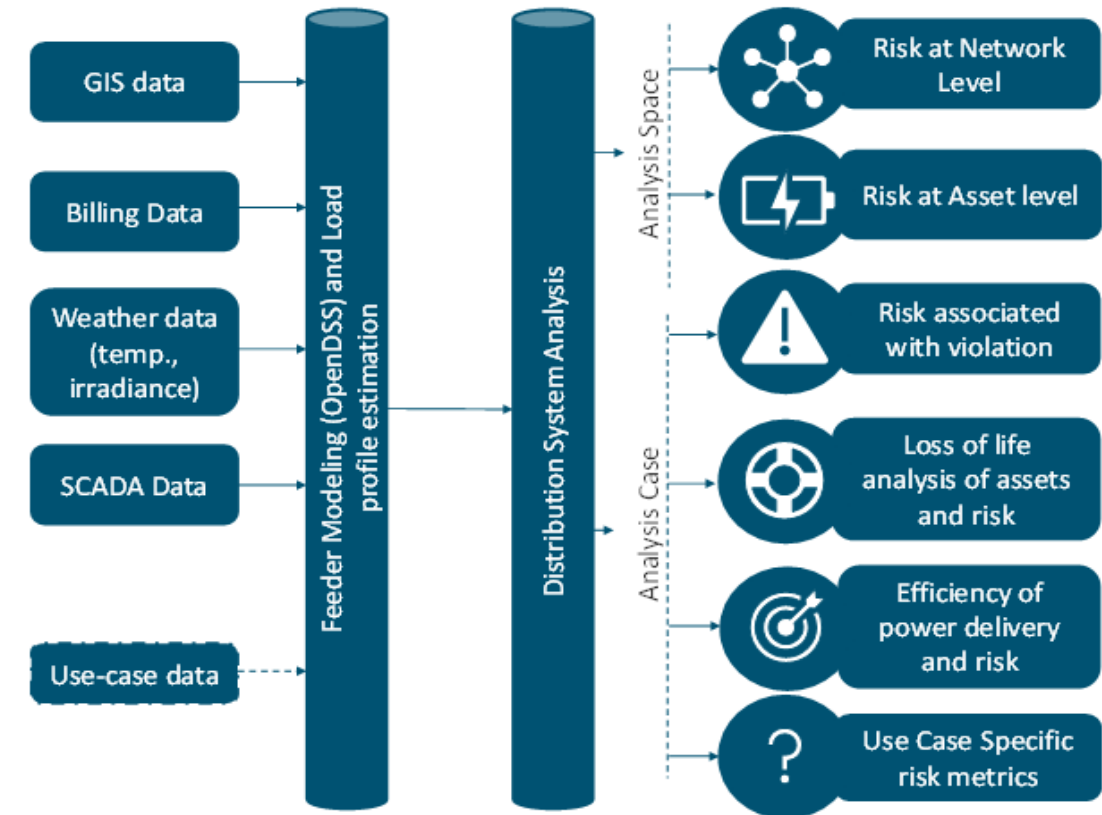 GIS data
Billing Data
Weather data
(temp.,
irradiance)
SCADA Data
Use-case data
Feeder Modeling (OpenDSS) and Load
profile estimation
Distribution System Analysis
Analysis Space
Analysis Case
Risk at Network
Level
Risk at Asset level
Risk associated
with violation
Loss of life
analysis of assets
and risk
Efficiency of
power delivery
and risk
Use Case Specific
risk metrics